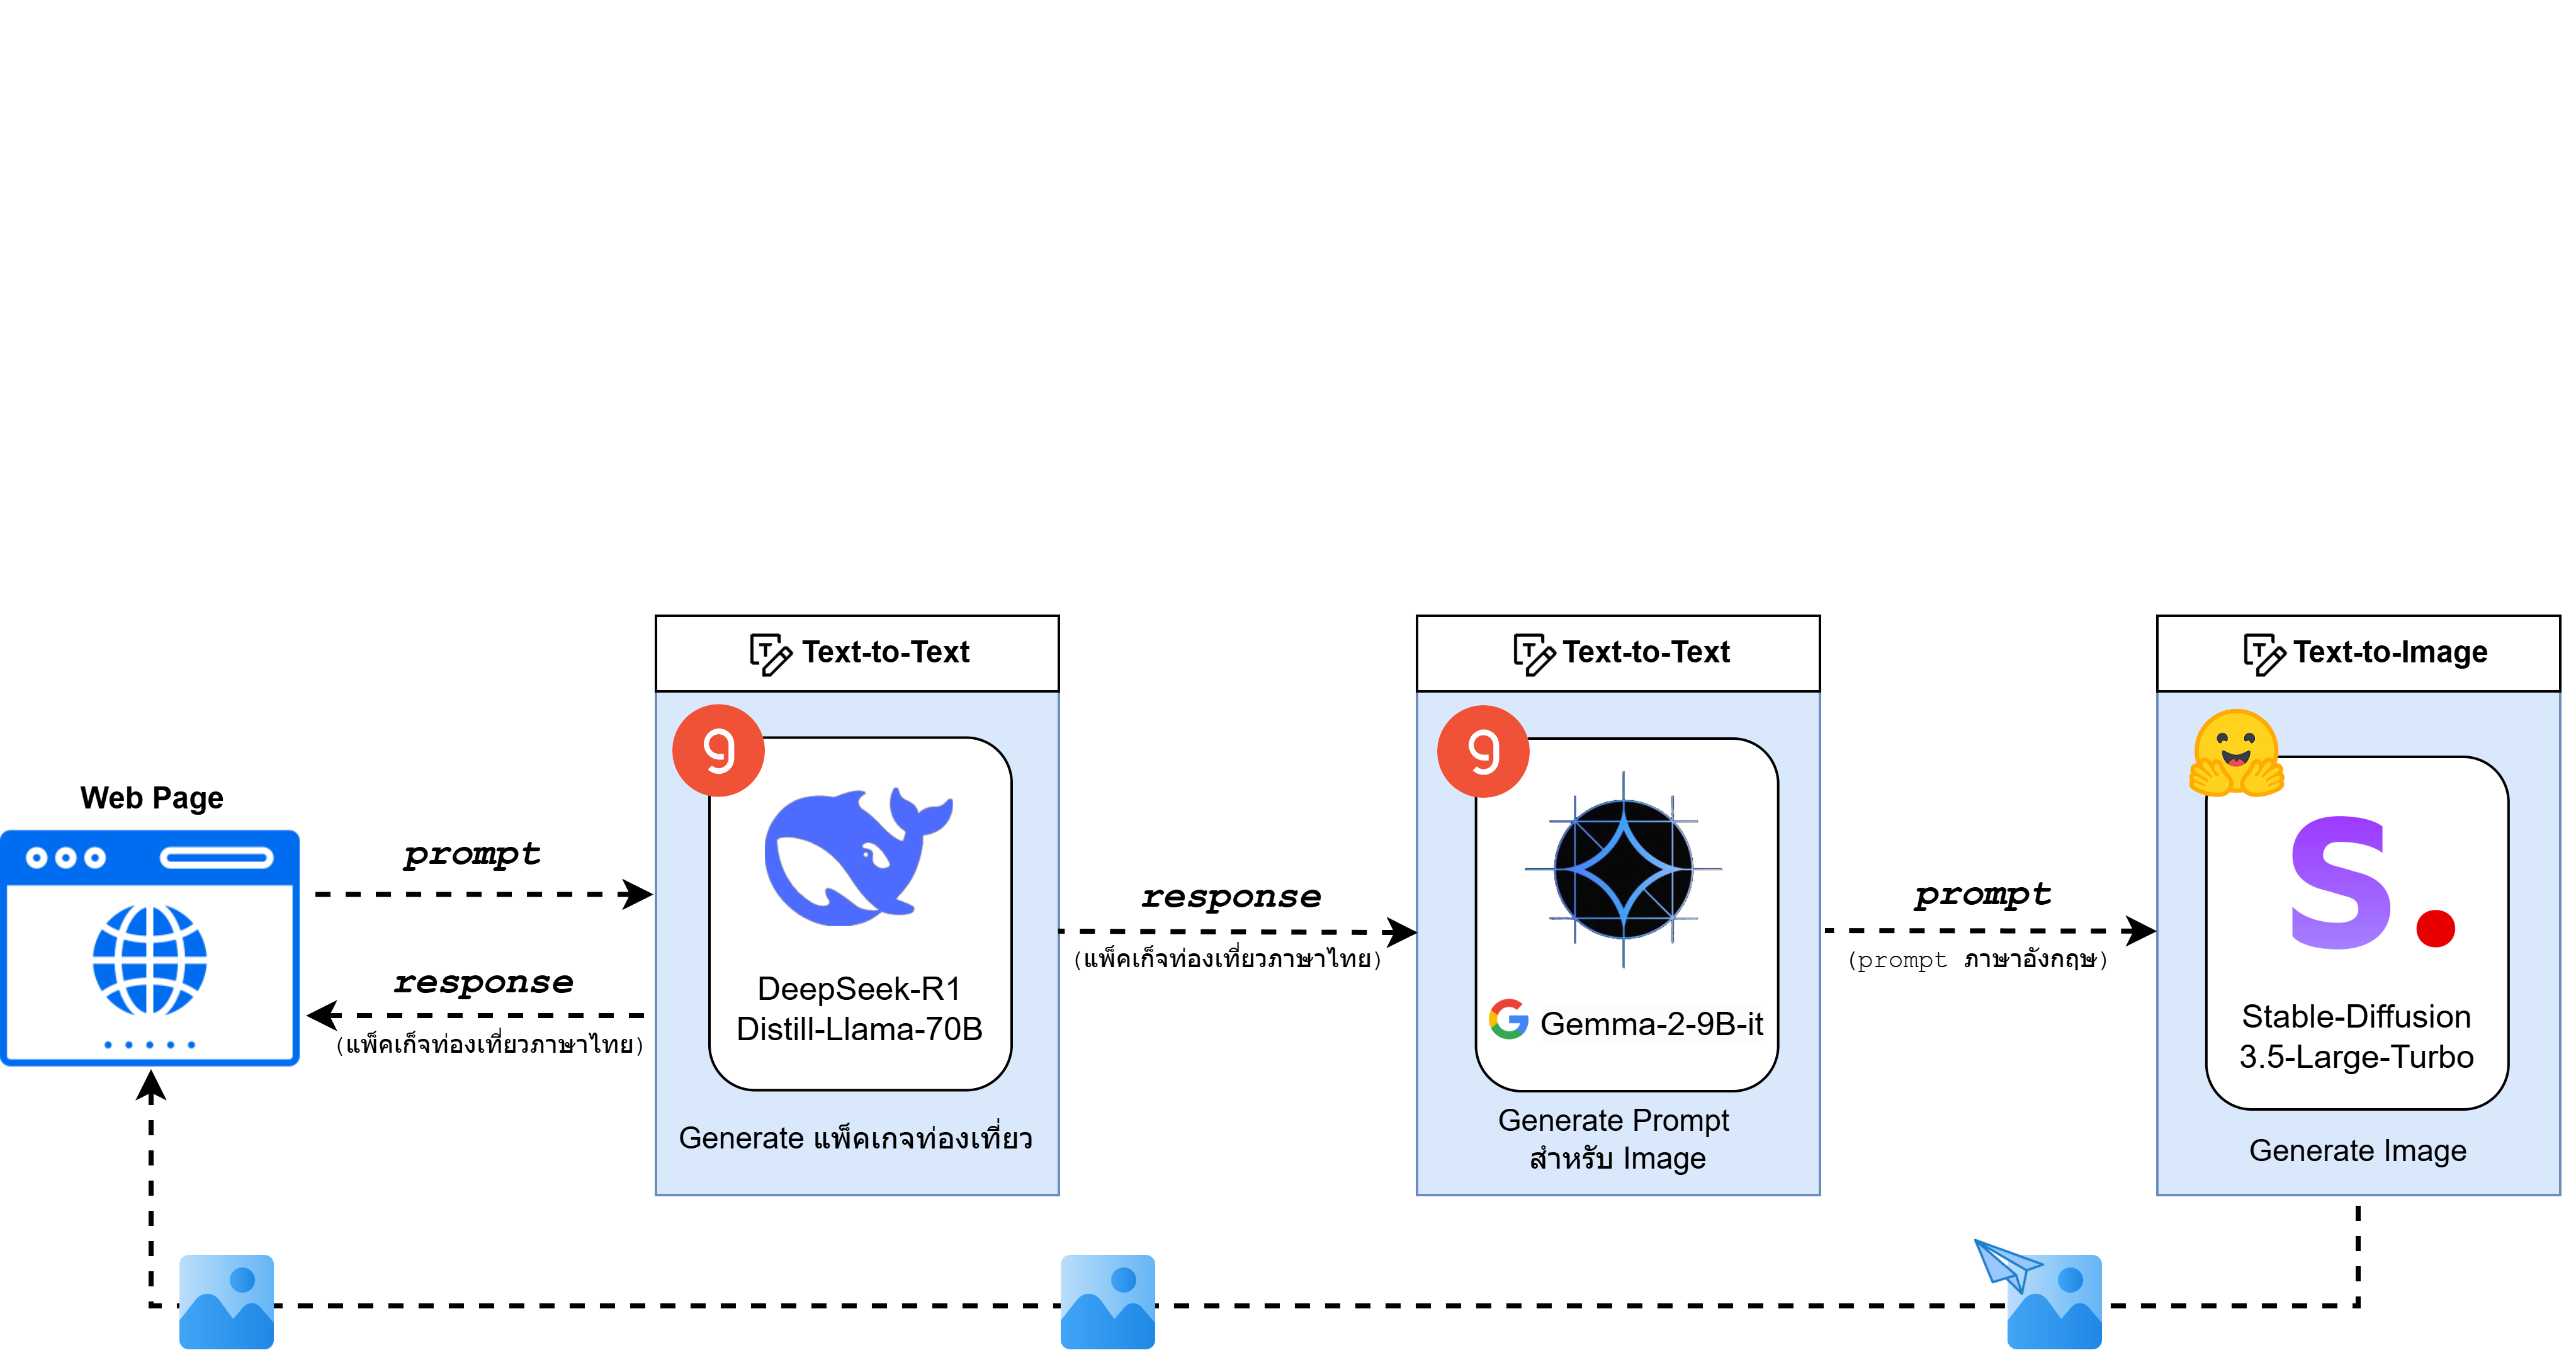 Web Page
prompt
response
(แพ็คเก็จท่องเที่ยวภาษาไทย)
Text-to-Text
DeepSeek-R1
Distill-Llama-70B
Generate แพ็คเกจท่องเที่ยว
response
(แพ็คเก็จท่องเที่ยวภาษาไทย)
Text-to-Text
Gemma-2-9B-it
Generate Prompt
สำหรับ Image
prompt
(prompt ภาษาอังกฤษ)
Text-to-Image
S.
Stable-Diffusion
3.5-Large-Turbo
Generate Image